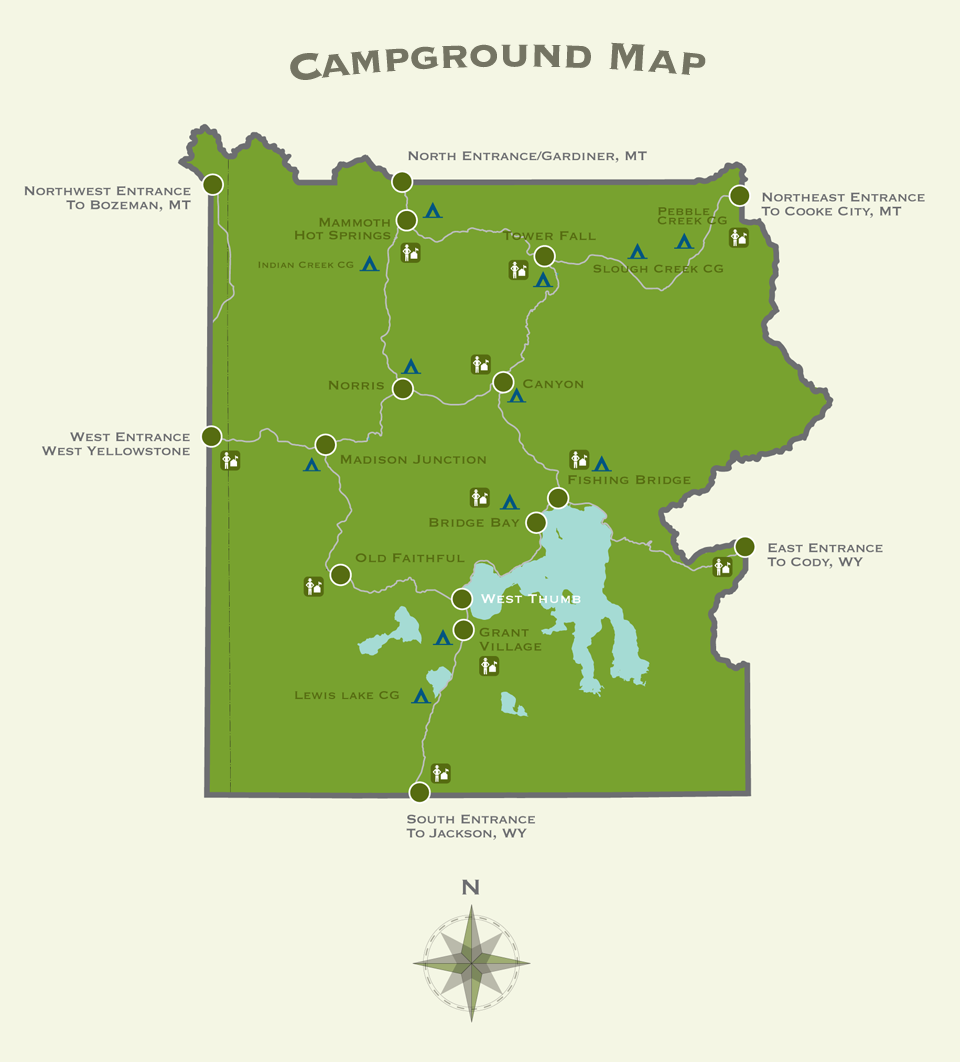 Campground Map
North Entrance/Gardiner, MT
Northwest Entrance
To Bozeman, MT
Northeast Entrance
To Cooke City, MT
Pebble
Creek CG
Mammoth
Hot Springs
Tower Fall
Indian Creek CG
Slough Creek CG
Norris
Canyon
West Entrance
West Yellowstone
Madison Junction
Fishing Bridge
Bridge Bay
East Entrance
To Cody, WY
Old Faithful
West Thumb
Grant
Village
Lewis lake CG
South Entrance
To Jackson, WY
N